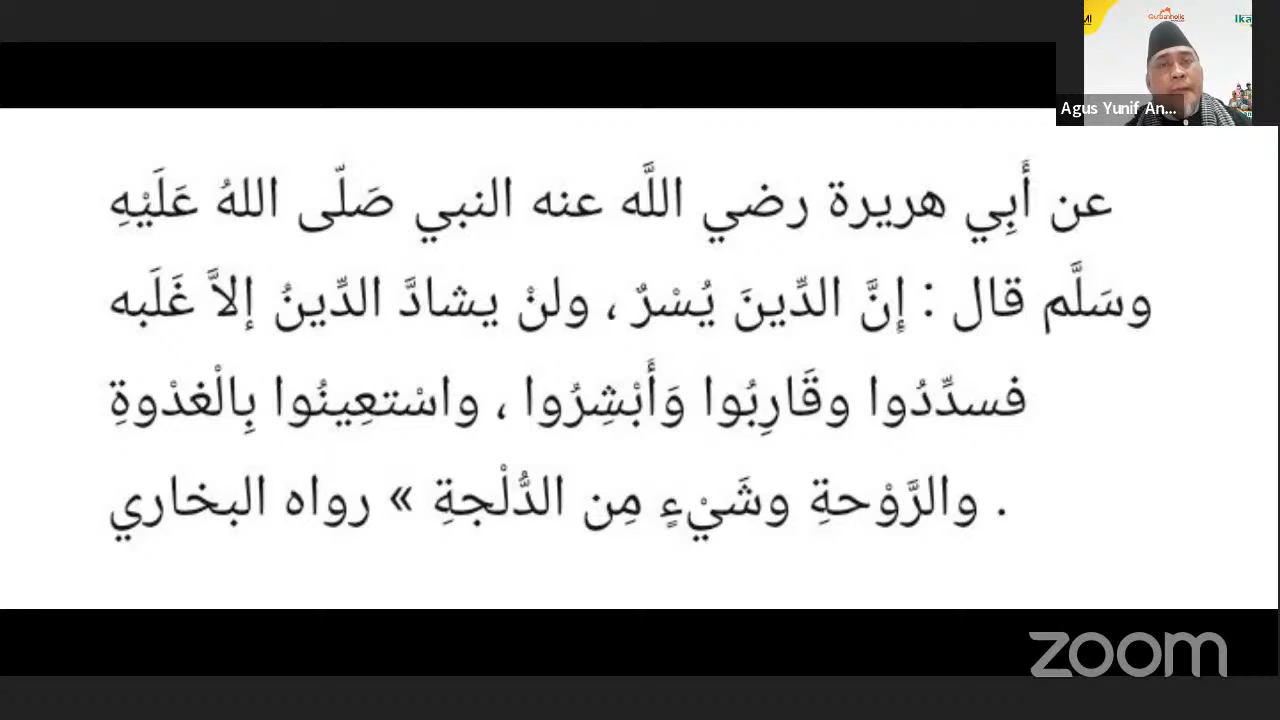 Qurbanholic
Agus Yunif An...
عن أَبِي هريرة رضي اللَّه عنه النبي صَلّى اللهُ عَلَيْهِ
وسَلَّم قال : إِنَّ الدِّينَ يُسْرٌ ، ولنْ يشادَّ الدِّينُ إلاَّ غَلَبه
فسدِّدُوا وقَارِبُوا وَأَبْشِرُوا ، واسْتعِينُوا بِالْغدْوةِ
والرَّوْحةِ وشَيْءٍ مِن الدُّلْجةِ » رواه البخاري .
zoom